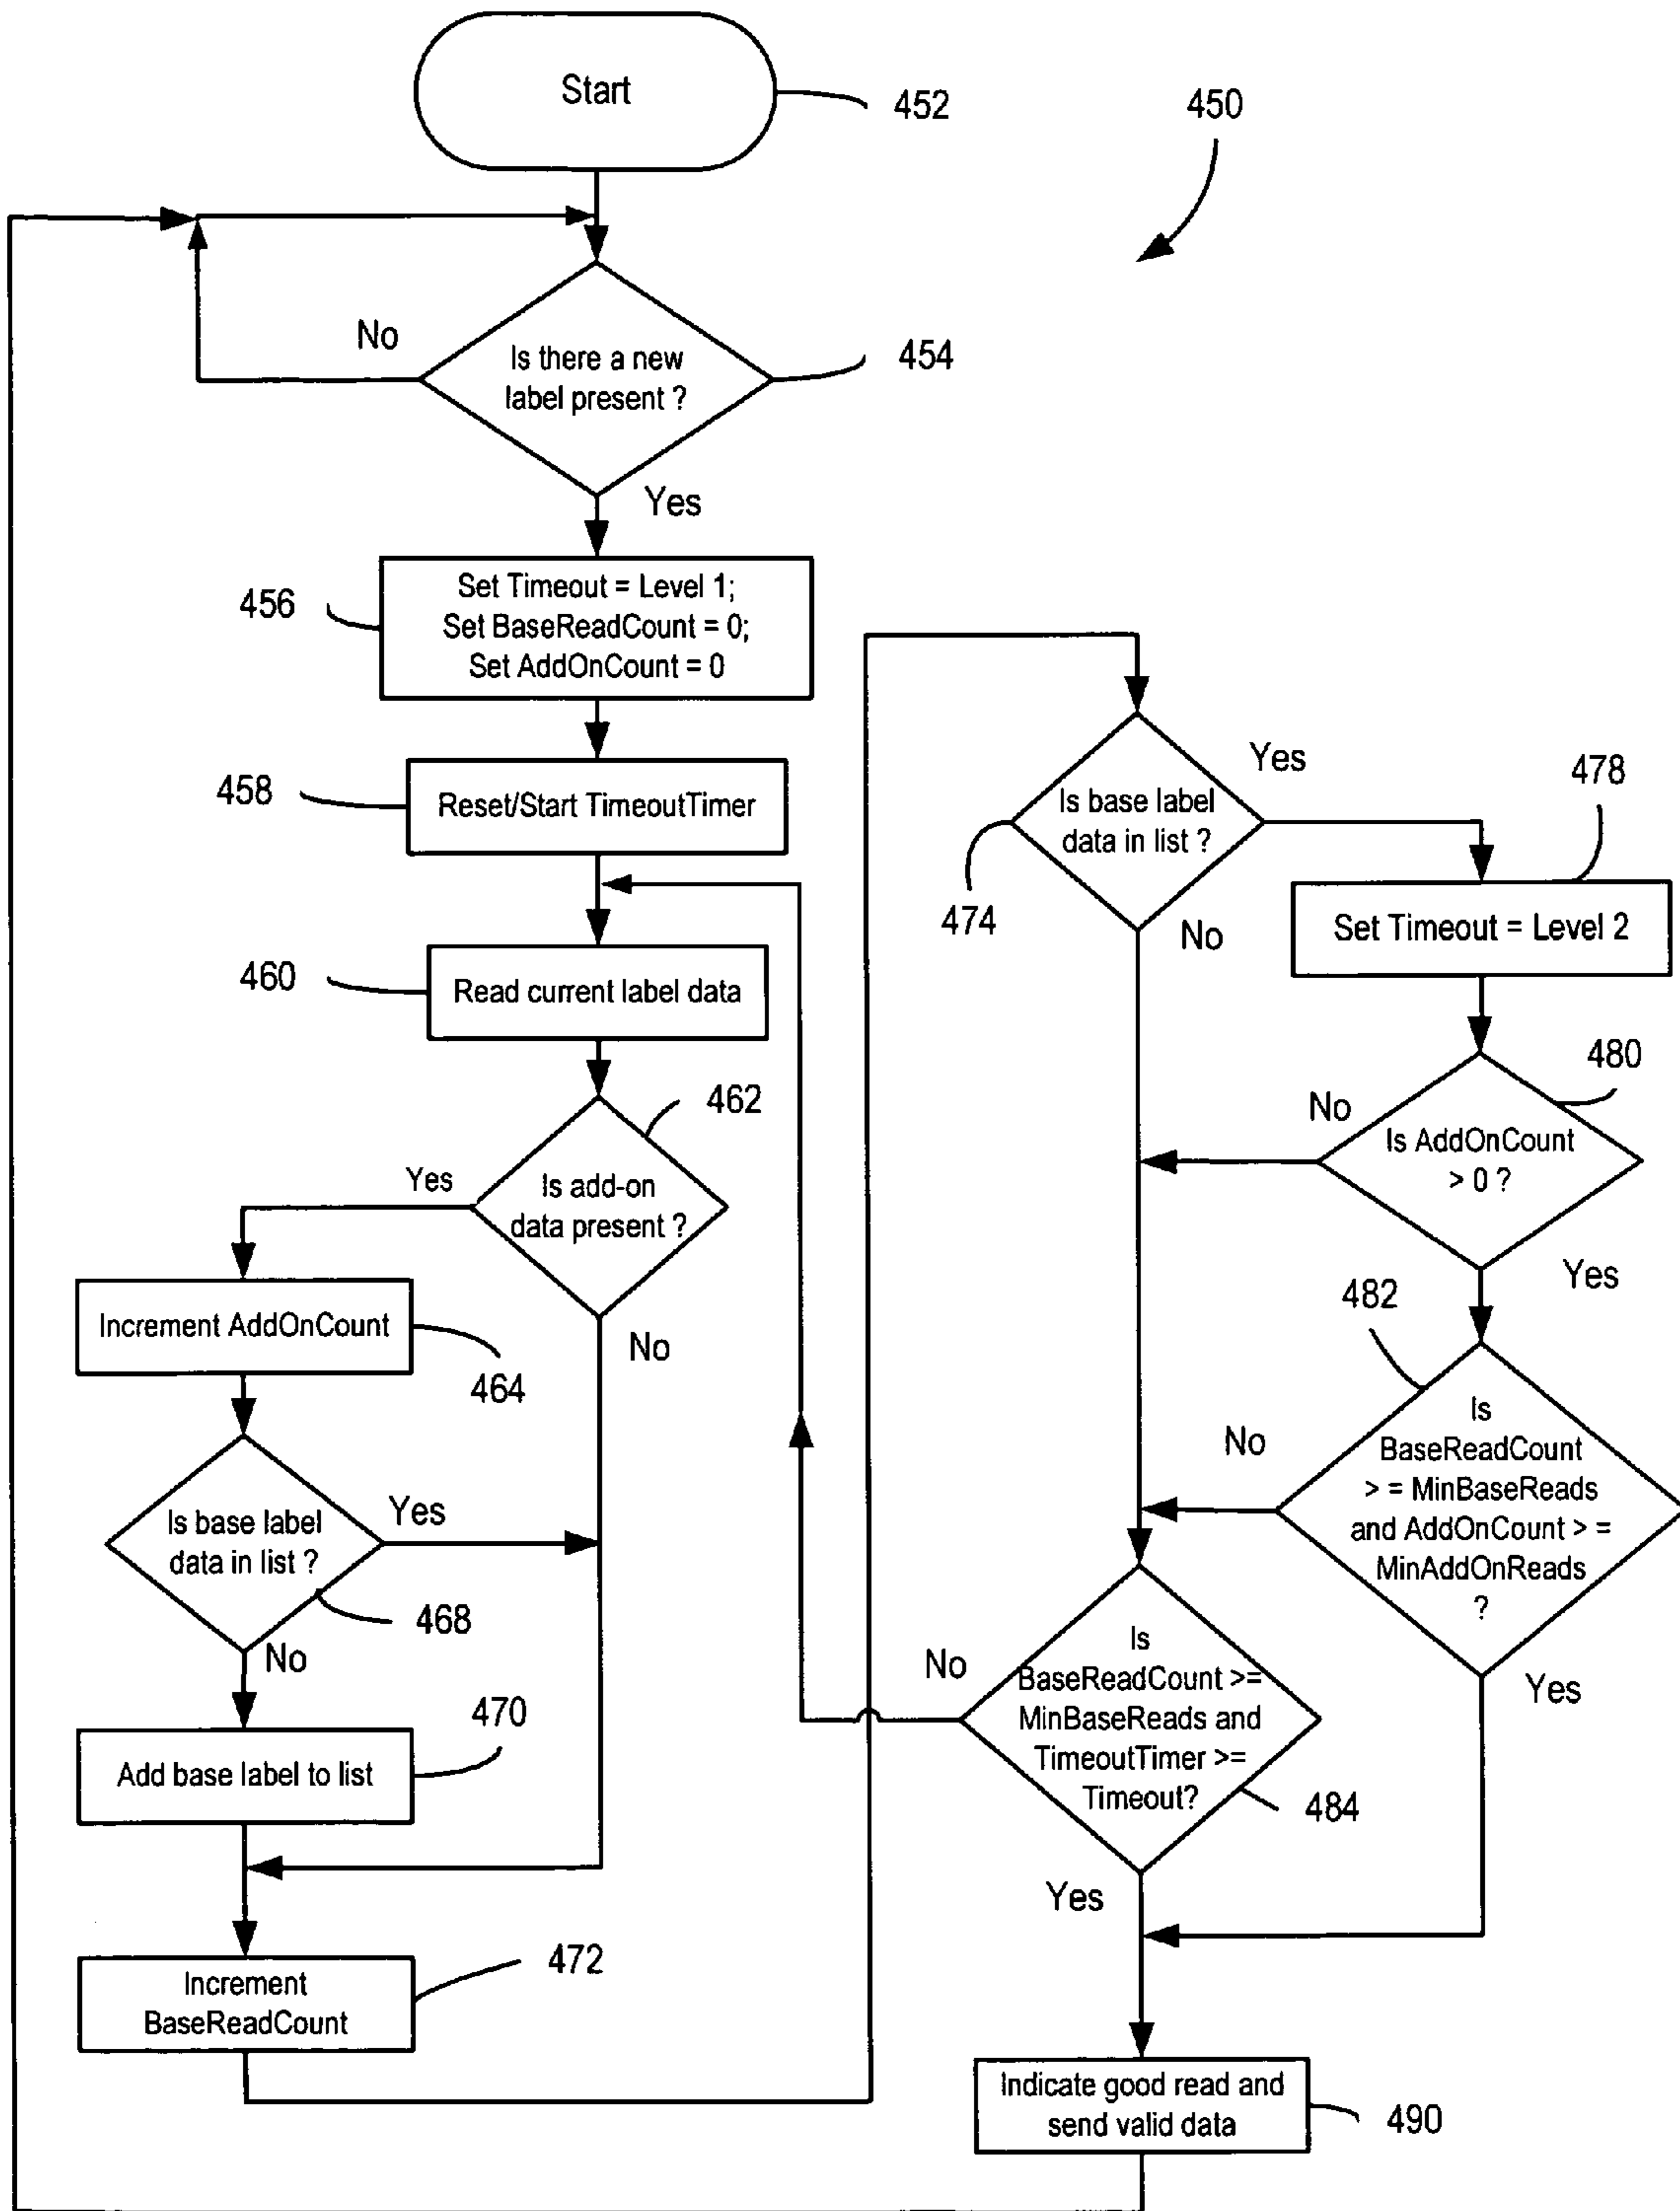 Start
452
450
No
Is there a new
label present ?
454
Yes
456
Set Timeout = Level 1;
Set BaseReadCount = 0;
Set AddOnCount = 0
458
Reset/Start TimeoutTimer
460
Read current label data
462
Yes
Is add-on
data present ?
No
Increment AddOnCount
464
Is base label
data in list ?
Yes
468
No
470
Add base label to list
472
Increment
BaseReadCount
Is base label
data in list ?
Yes
474
No
478
Set Timeout = Level 2
480
No
Is AddOnCount
> 0 ?
Yes
482
No
Is
BaseReadCount
> = MinBaseReads
and AddOnCount > =
MinAddOnReads
?
Yes
No
Is
BaseReadCount >=
MinBaseReads and
TimeoutTimer >=
Timeout?
484
Yes
Indicate good read and
send valid data
490